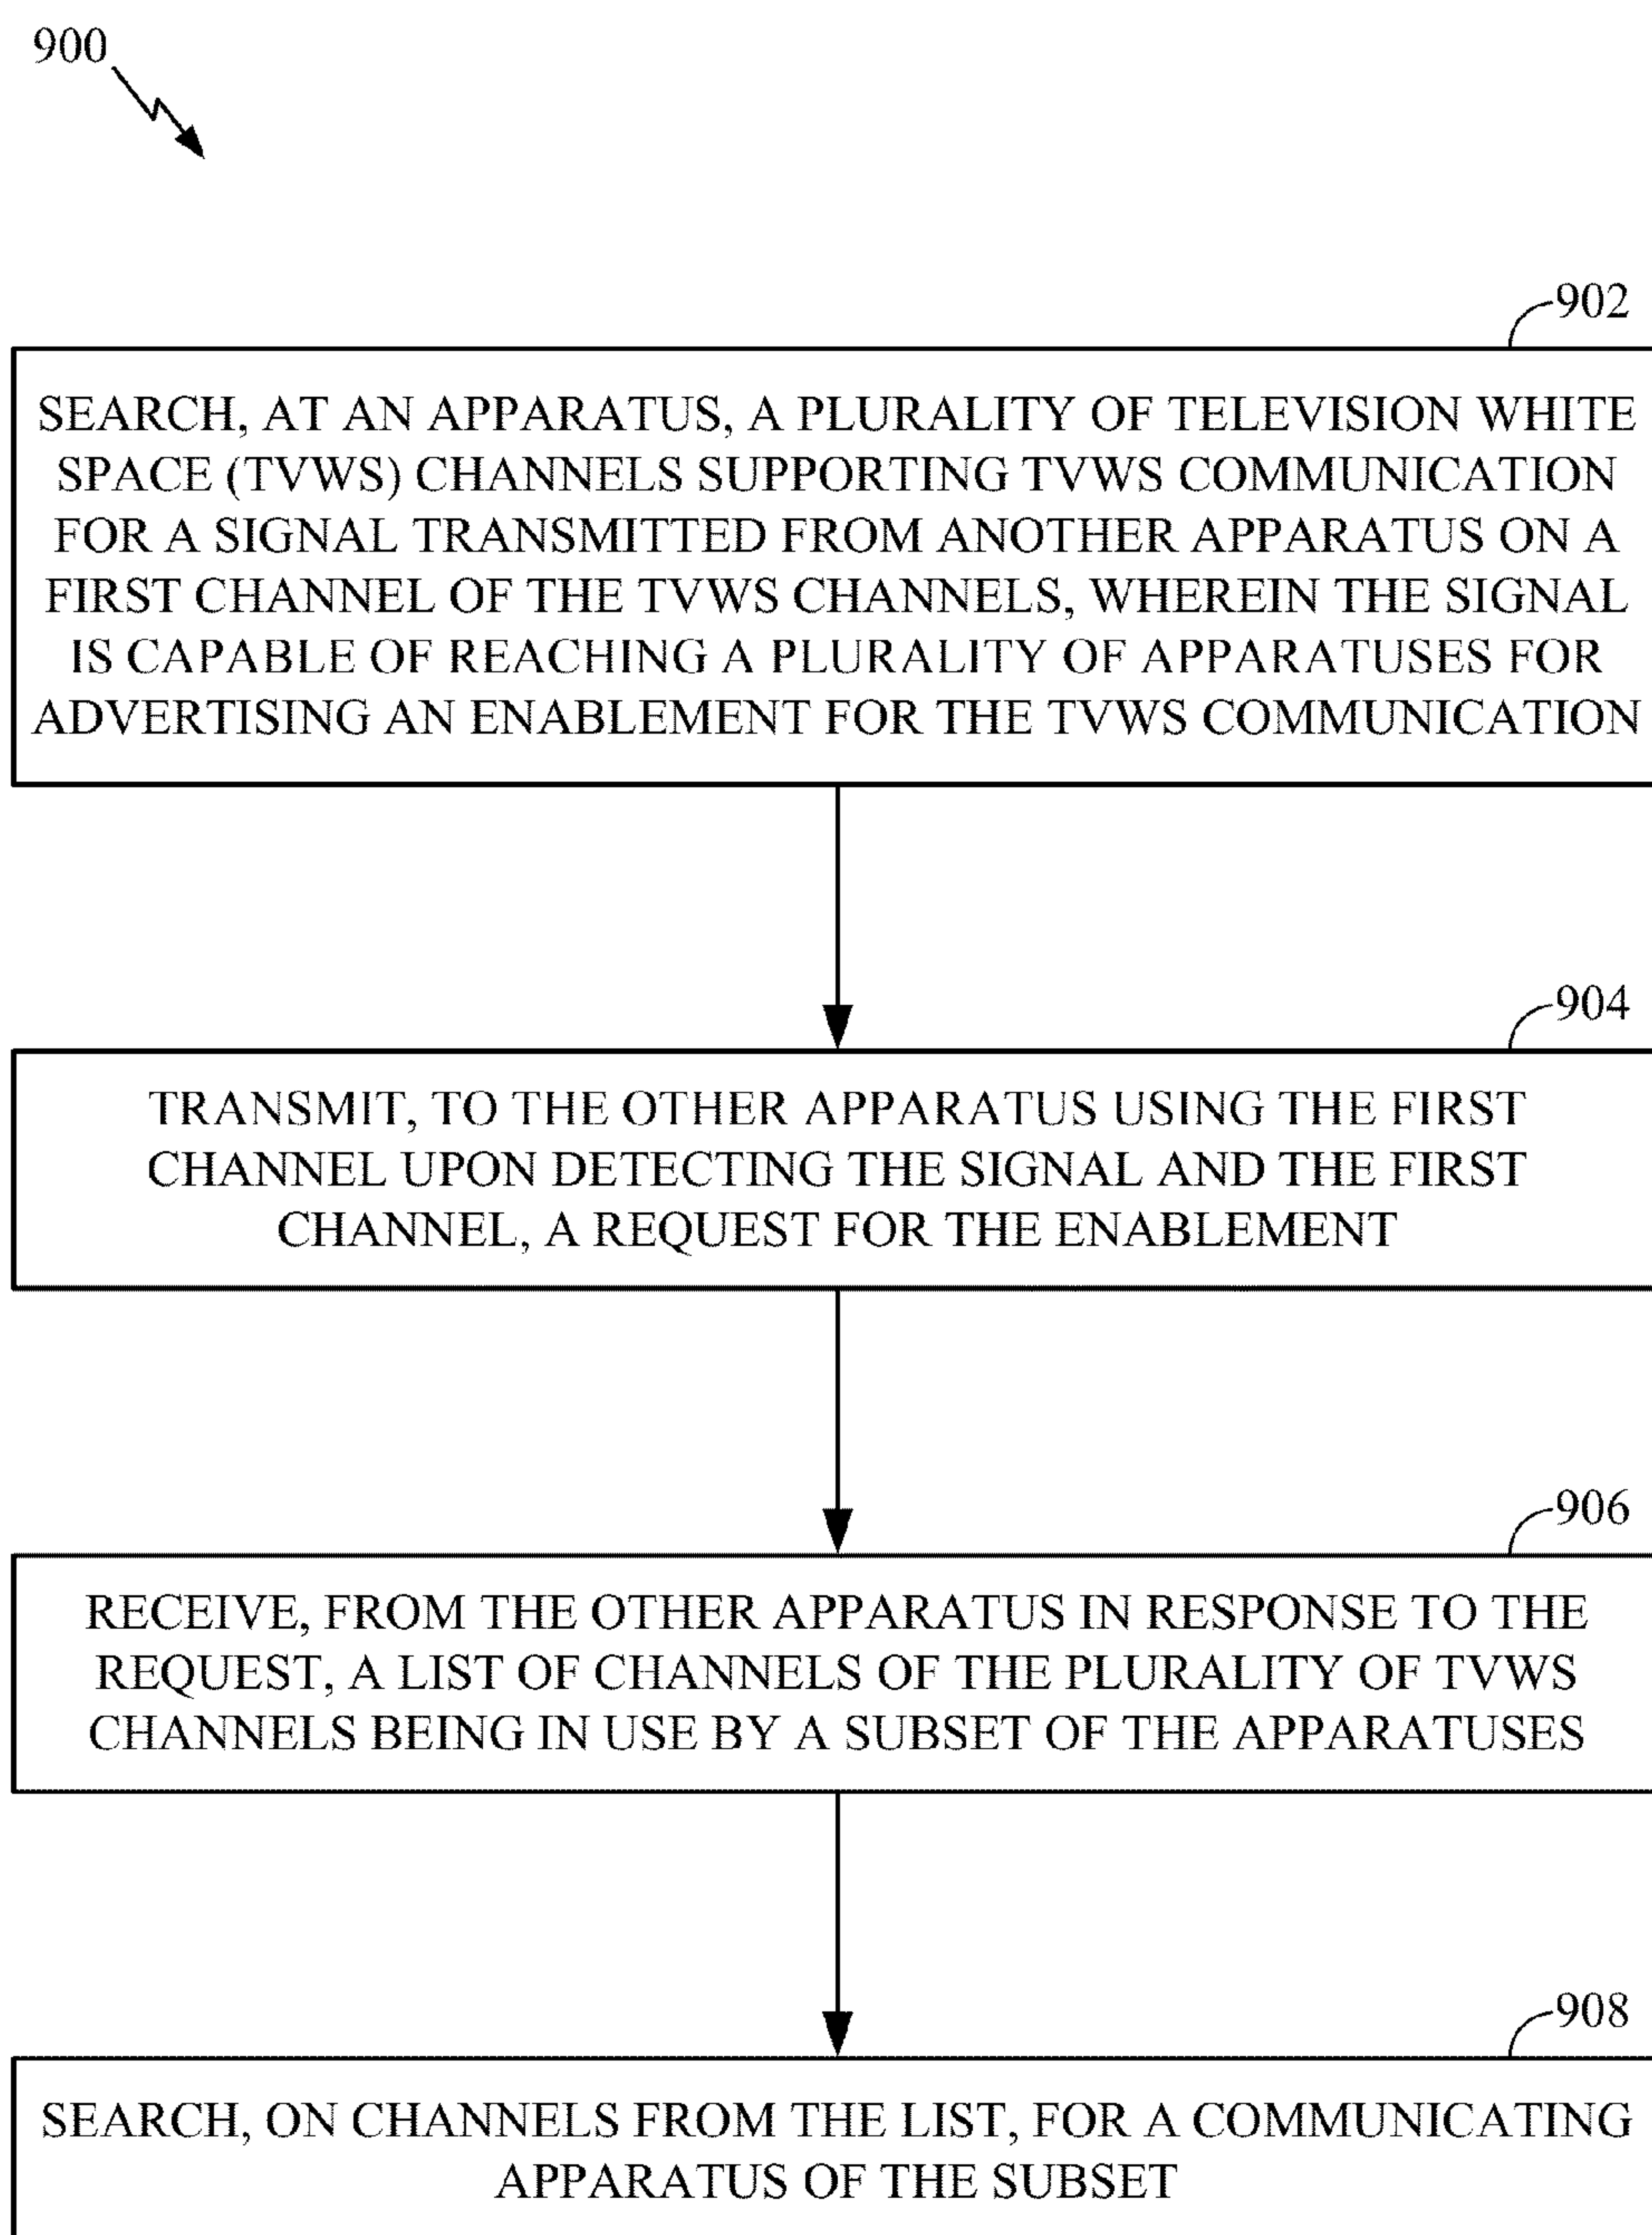 900
902
SEARCH, AT AN APPARATUS, A PLURALITY OF TELEVISION WHITE
SPACE (TVWS) CHANNELS SUPPORTING TVWS COMMUNICATION
FOR A SIGNAL TRANSMITTED FROM ANOTHER APPARATUS ON A
FIRST CHANNEL OF THE TVWS CHANNELS, WHEREIN THE SIGNAL
IS CAPABLE OF REACHING A PLURALITY OF APPARATUSES FOR
ADVERTISING AN ENABLEMENT FOR THE TVWS COMMUNICATION
904
TRANSMIT, TO THE OTHER APPARATUS USING THE FIRST
CHANNEL UPON DETECTING THE SIGNAL AND THE FIRST
CHANNEL, A REQUEST FOR THE ENABLEMENT
906
RECEIVE, FROM THE OTHER APPARATUS IN RESPONSE TO THE
REQUEST, A LIST OF CHANNELS OF THE PLURALITY OF TVWS
CHANNELS BEING IN USE BY A SUBSET OF THE APPARATUSES
908
SEARCH, ON CHANNELS FROM THE LIST, FOR A COMMUNICATING
APPARATUS OF THE SUBSET